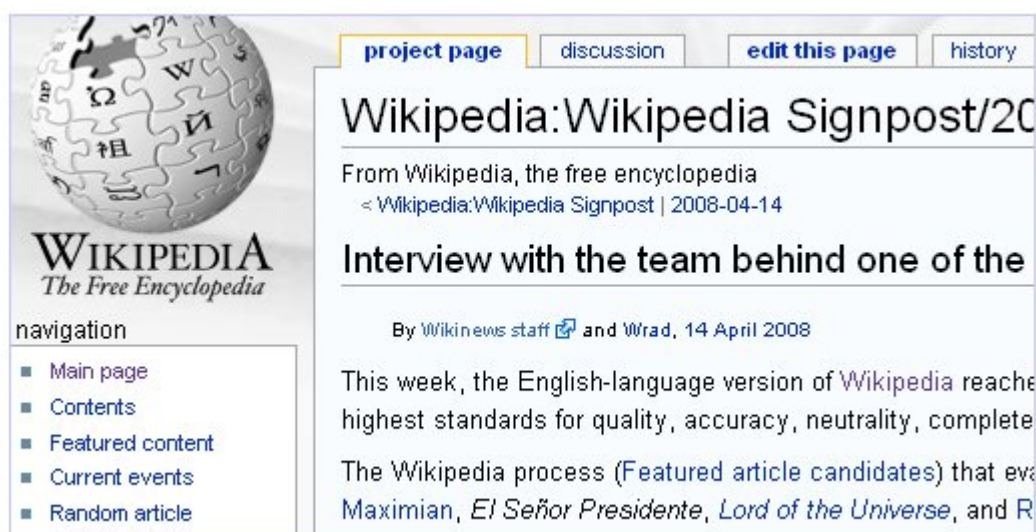 project page
discussion
edit this page
history
Wikipedia:Wikipedia Signpost/20
From Wikipedia, the free encyclopedia
< Wikipedia:Wikipedia Signpost | 2008-04-14
Interview with the team behind one of the
By Wikinews staff and Wrad, 14 April 2008
This week, the English-language version of Wikipedia reache
highest standards for quality, accuracy, neutrality, complete
The Wikipedia process (Featured article candidates) that eva
Maximian, El Señor Presidente, Lord of the Universe, and R
Ω
W
И
祖
WIKIPEDIA
The Free Encyclopedia
navigation
Main page
Contents
Featured content
Current events
Random article